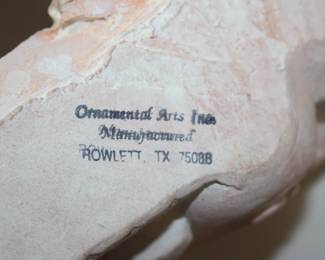 Ornamental Arts Inc.
Manufactured
ROWLETT, TX 75088